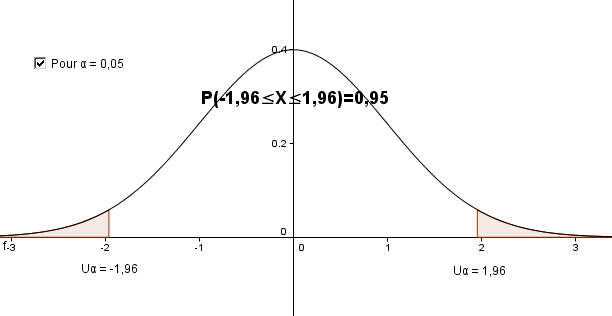 0.4
Pour α = 0,05
P(-1,96≤X≤1,96)=0,95
0.2
0
f -3 -2 -1 0 1 2 3
Uα = -1,96 Uα = 1,96